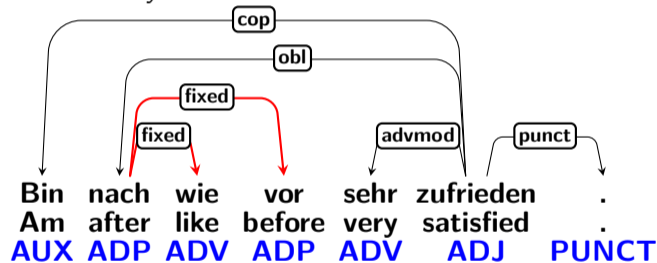 cop
obl
fixed
fixed advmod punct
Bin nach wie vor sehr zufrieden .
Am after like before very satisfied .
AUX ADP ADV ADP ADV ADJ PUNCT